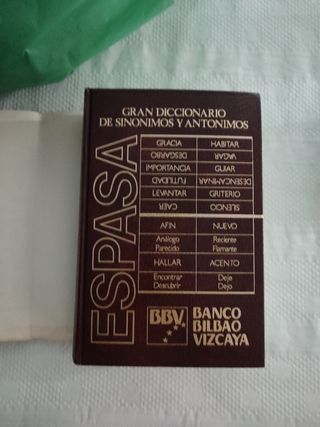 GRAN DICCIONARIO
DE SINONIMOS Y ANTONIMOS
ESPASA
GRACIA HABITAR
DESGARBO VAGAR
IMPORTANCIA GUIAR
FUTILIDAD DESENCAMINAR
LEVANTAR GRITERIO
CAER SILENCIO
AFIN NUEVO
Análogo Reciente
Parecido Flamante
HALLAR ACENTO
Encontrar Deje
Descubrir Dejo
BBV BANCO
BILBAO
VIZCAYA